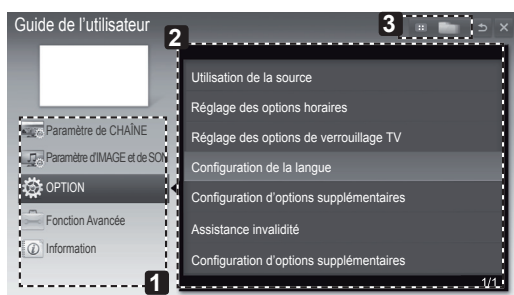 Guide de l'utilisateur
2
3
Utilisation de la source
Réglage des options horaires
Réglage des options de verrouillage TV
Configuration de la langue
Configuration d'options supplémentaires
Assistance invalidité
Configuration d'options supplémentaires
1/1
Paramètre de CHAÎNE
Paramètre d'IMAGE et de SON
OPTION
Fonction Avancée
Information
1